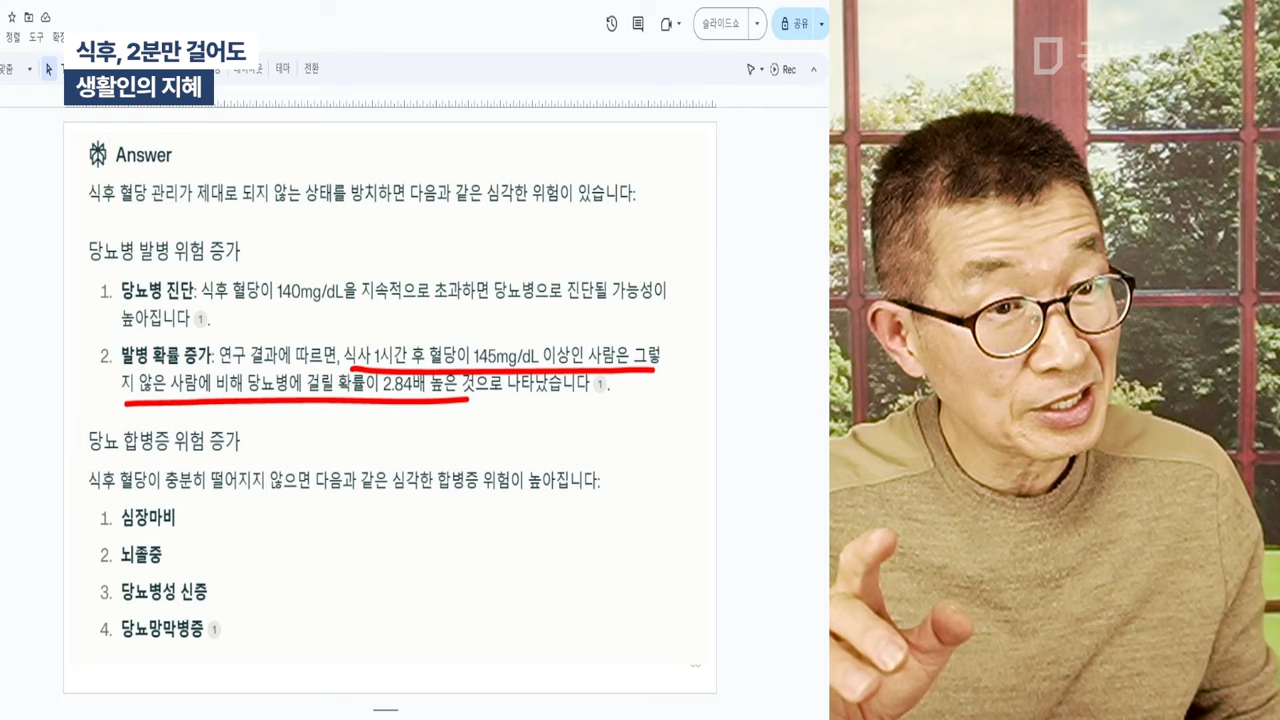 정렬 도구
슬라이드쇼
공유
식후, 2분만 걸어도
생활인의 지혜
맞춤
테마
전환
Rec
Answer
식후 혈당 관리가 제대로 되지 않는 상태를 방치하면 다음과 같은 심각한 위험이 있습니다:
당뇨병 발병 위험 증가
1. 당뇨병 진단: 식후 혈당이 140mg/dL을 지속적으로 초과하면 당뇨병으로 진단될 가능성이
높아집니다 1.
2. 발병 확률 증가: 연구 결과에 따르면, 식사 1시간 후 혈당이 145mg/dL 이상인 사람은 그렇
지 않은 사람에 비해 당뇨병에 걸릴 확률이 2.84배 높은 것으로 나타났습니다 1.
당뇨 합병증 위험 증가
식후 혈당이 충분히 떨어지지 않으면 다음과 같은 심각한 합병증 위험이 높아집니다:
1. 심장마비
2. 뇌졸중
3. 당뇨병성 신증
4. 당뇨망막병증 1